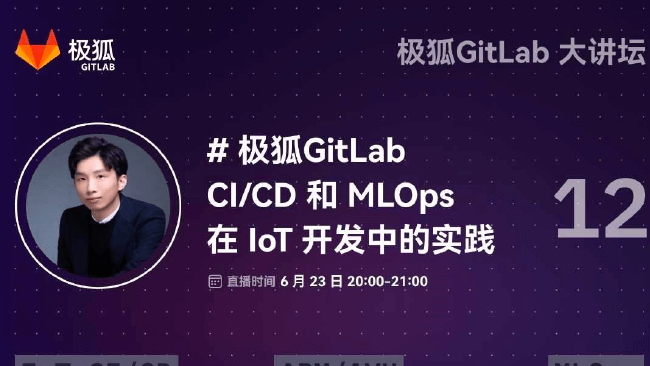 极狐
GITLAB
极狐GitLab 大讲坛
# 极狐GitLab
CI/CD 和 MLOps
在 IoT 开发中的实践
12
直播时间 6 月 23 日 20:00-21:00